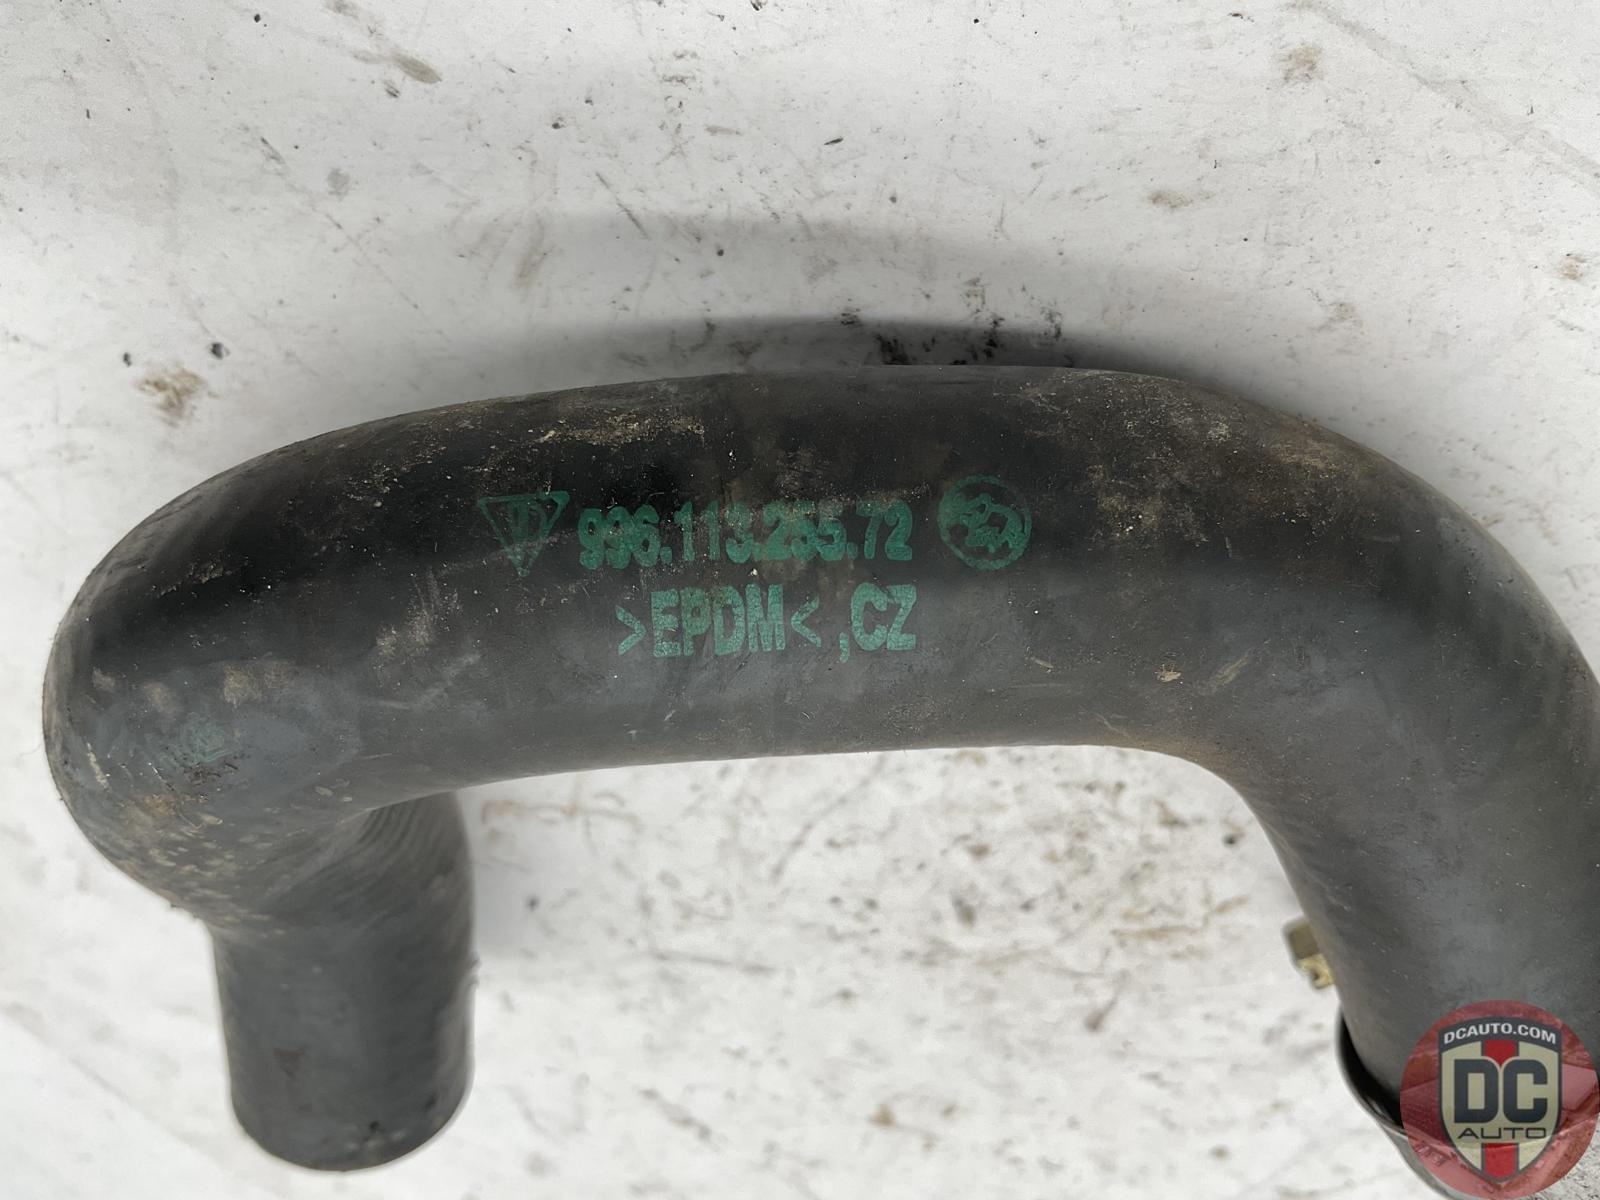 996.113.255.72
>EPDM< ,CZ
DCAUTO.COM
DC
AUTO